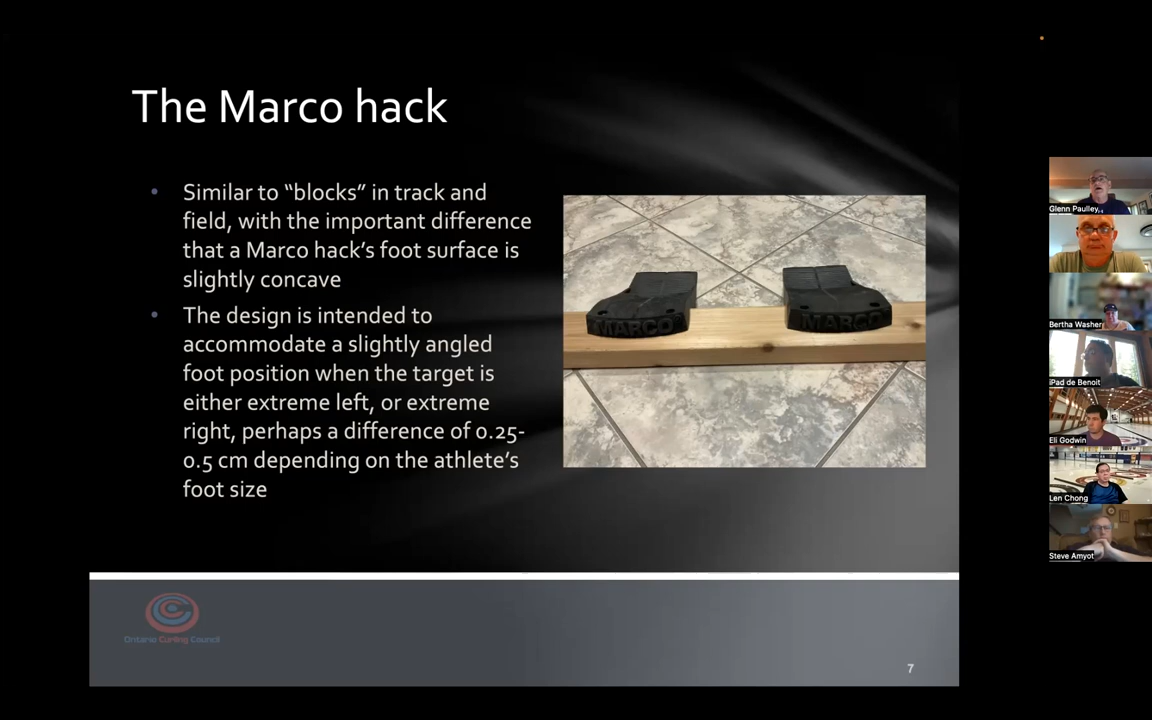 The Marco hack
• Similar to “blocks” in track and
field, with the important difference
that a Marco hack’s foot surface is
slightly concave
• The design is intended to
accommodate a slightly angled
foot position when the target is
either extreme left, or extreme
right, perhaps a difference of 0.25-
0.5 cm depending on the athlete’s
foot size
MARCO
MARCO
Ontario Curling Council
7
Glenn Paulley
Bertha Washer
iPad de Benoit
Eli Godwin
Len Chong
Steve Amyot